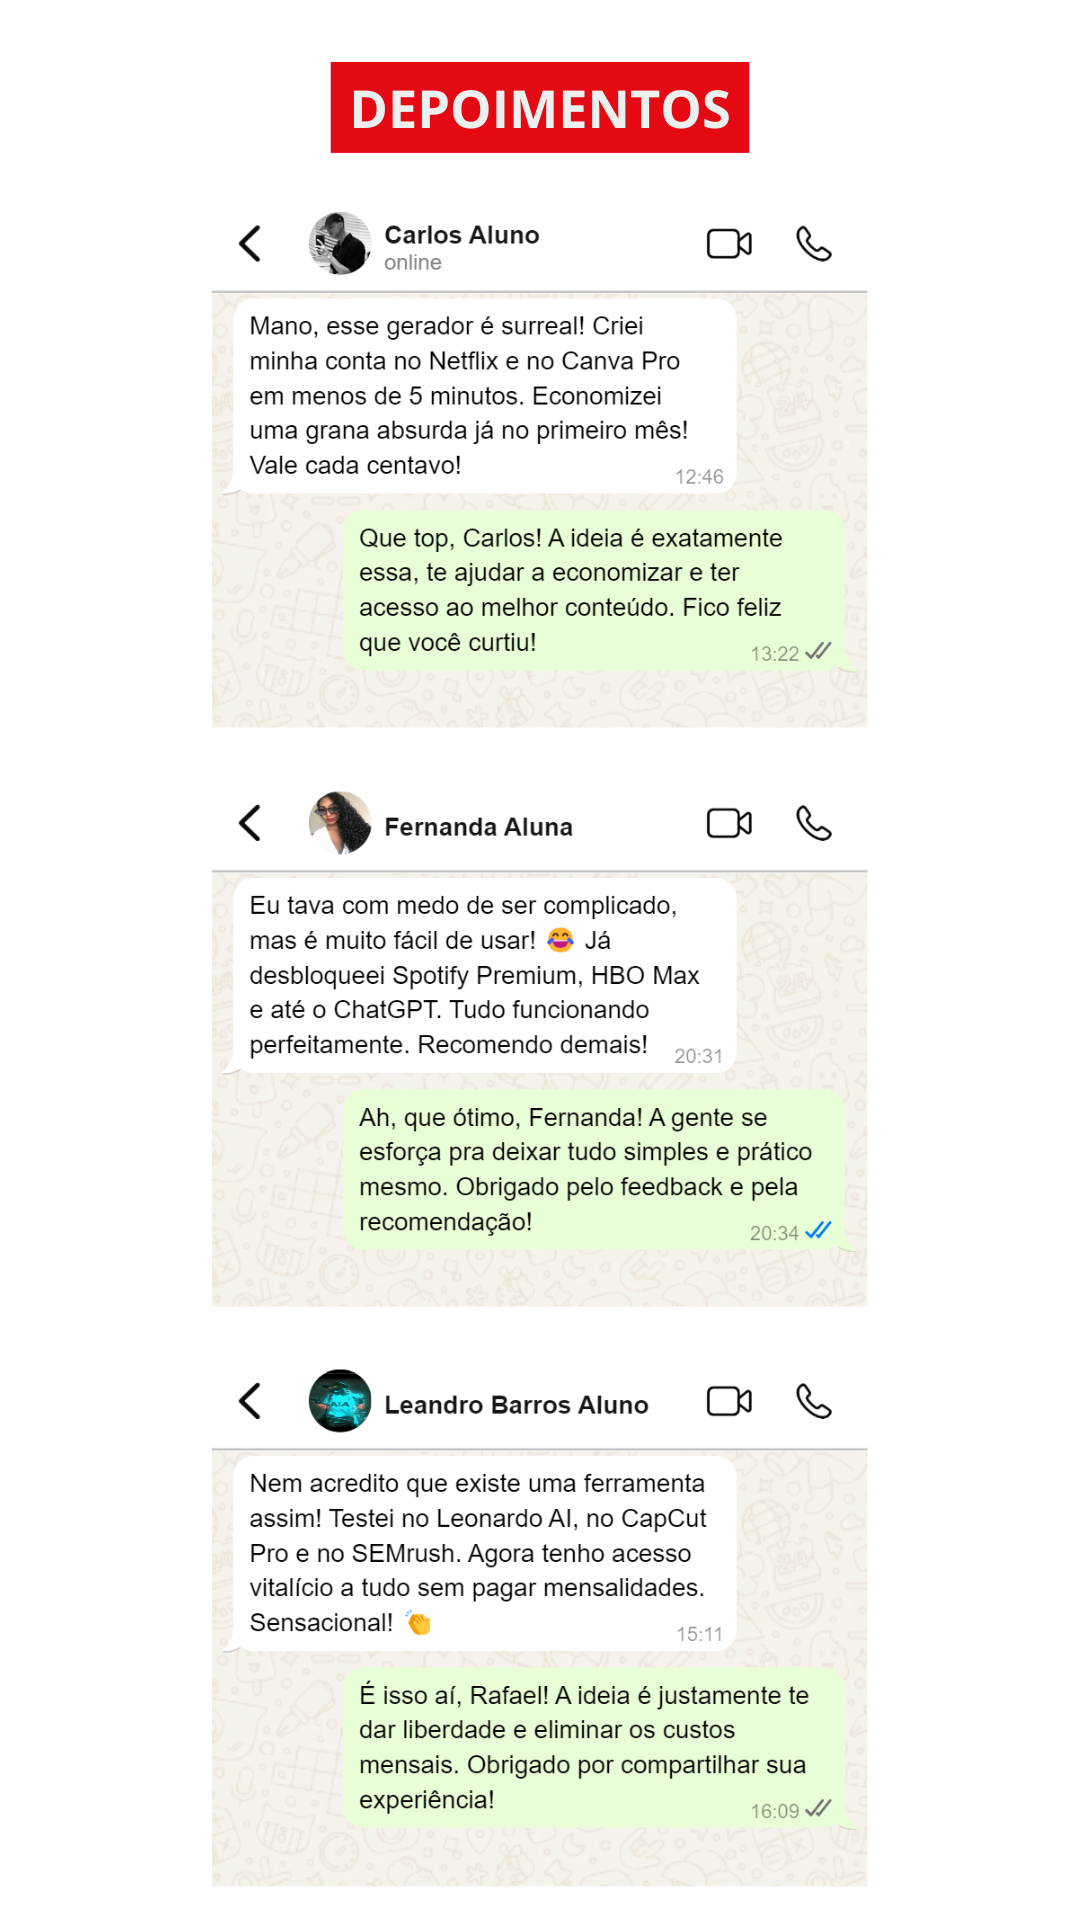 DEPOIMENTOS
Carlos Aluno
online
Mano, esse gerador é surreal! Criei
minha conta no Netflix e no Canva Pro
em menos de 5 minutos. Economizei
uma grana absurda já no primeiro mês!
Vale cada centavo!
12:46
Que top, Carlos! A ideia é exatamente
essa, te ajudar a economizar e ter
acesso ao melhor conteúdo. Fico feliz
que você curtiu!
13:22
Fernanda Aluna
Eu tava com medo de ser complicado,
mas é muito fácil de usar! 😂 Já
desbloqueei Spotify Premium, HBO Max
e até o ChatGPT. Tudo funcionando
perfeitamente. Recomendo demais!
20:31
Ah, que ótimo, Fernanda! A gente se
esforça pra deixar tudo simples e prático
mesmo. Obrigado pelo feedback e pela
recomendação!
20:34
Leandro Barros Aluno
Nem acredito que existe uma ferramenta
assim! Testei no Leonardo AI, no CapCut
Pro e no SEMrush. Agora tenho acesso
vitalício a tudo sem pagar mensalidades.
Sensacional! 👏
15:11
É isso aí, Rafael! A ideia é justamente te
dar liberdade e eliminar os custos
mensais. Obrigado por compartilhar sua
experiência!
16:09